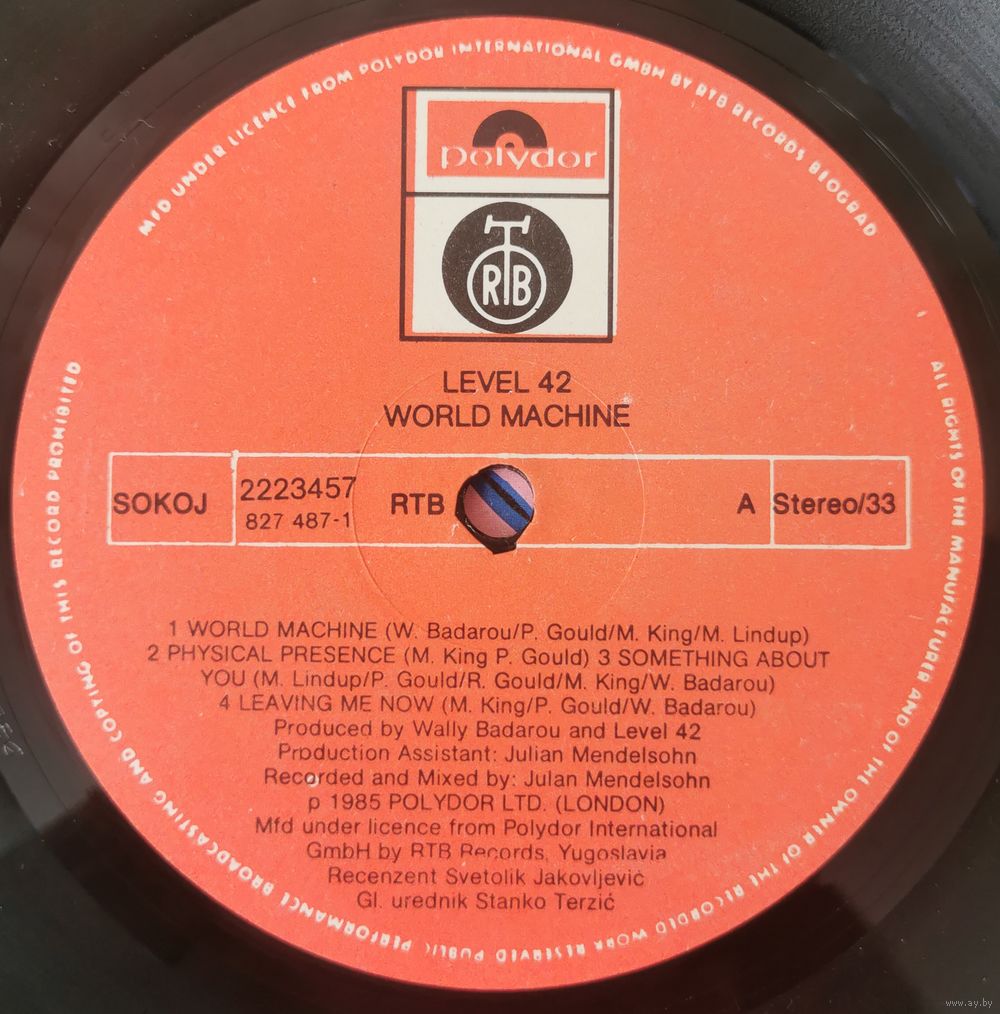 MFD UNDER LICENCE FROM POLYDOR INTERNATIONAL GMBH BY RTB RECORDS BEOGRAD
polydor
RTB
LEVEL 42
WORLD MACHINE
SOKOJ
2223457
827 487-1
RTB
A
Stereo/33
1 WORLD MACHINE (W. Badarou/P. Gould/M. King/M. Lindup)
2 PHYSICAL PRESENCE (M. King P. Gould) 3 SOMETHING ABOUT
YOU (M. Lindup/P. Gould/R. Gould/M. King/W. Badarou)
4 LEAVING ME NOW (M. King/P. Gould/W. Badarou)
Produced by Wally Badarou and Level 42
Production Assistant: Julian Mendelsohn
Recorded and Mixed by: Julan Mendelsohn
p 1985 POLYDOR LTD. (LONDON)
Mfd under licence from Polydor International
GmbH by RTB Records, Yugoslavia
Recenzent Svetolik Jakovljević
Gl. urednik Stanko Terzić
ALL RIGHTS OF THE MANUFACTURER AND OF THE OWNER OF THE RECORDED WORK RESERVED PUBLIC PERFORMANCE BROADCASTING AND COPYING OF THIS RECORD PROHIBITED
www.ay.by